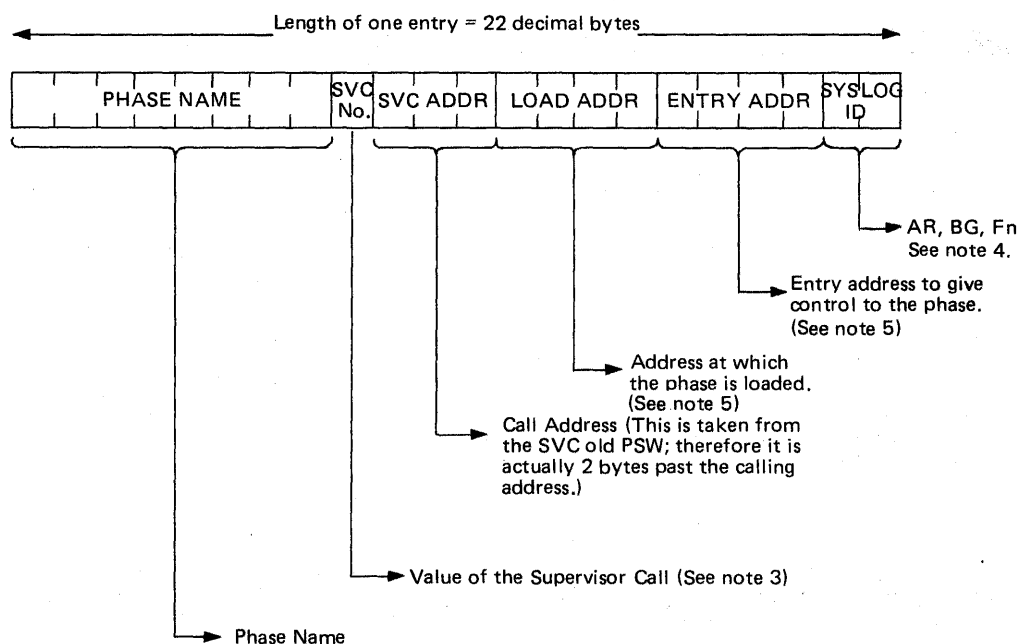 Length of one entry = 22 decimal bytes
PHASE NAME
SVC
No.
SVC ADDR
LOAD ADDR
ENTRY ADDR
SYSLOG
ID
AR, BG, Fn
See note 4.
Entry address to give
control to the phase.
(See note 5)
Address at which
the phase is loaded.
(See note 5)
Call Address (This is taken from
the SVC old PSW; therefore it is
actually 2 bytes past the calling
address.)
Value of the Supervisor Call (See note 3)
Phase Name